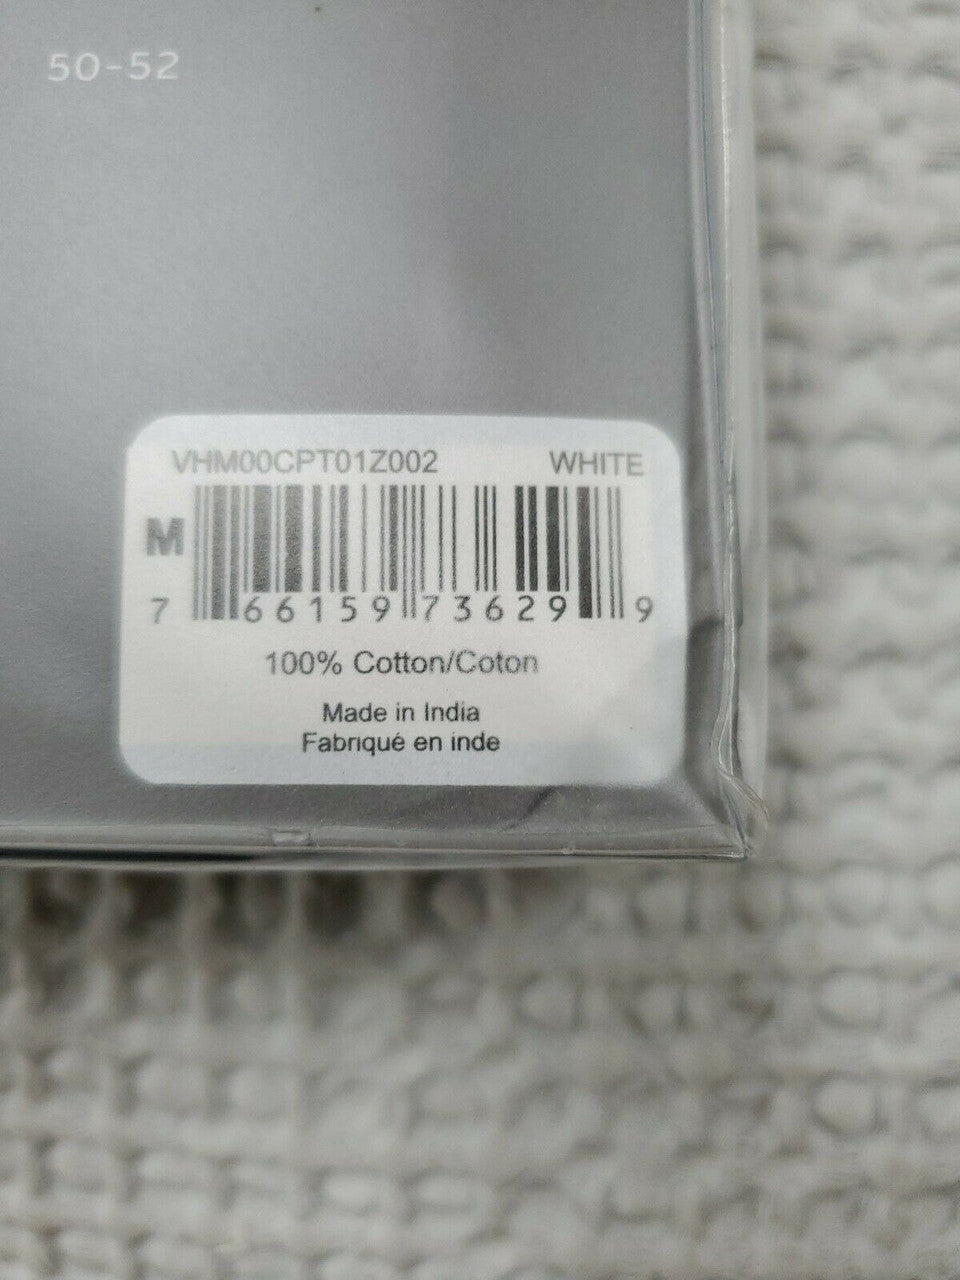 50-52
VHM00CPT01Z002 WHITE
M
7 66159 73629 9
100% Cotton/Coton
Made in India
Fabriqué en inde